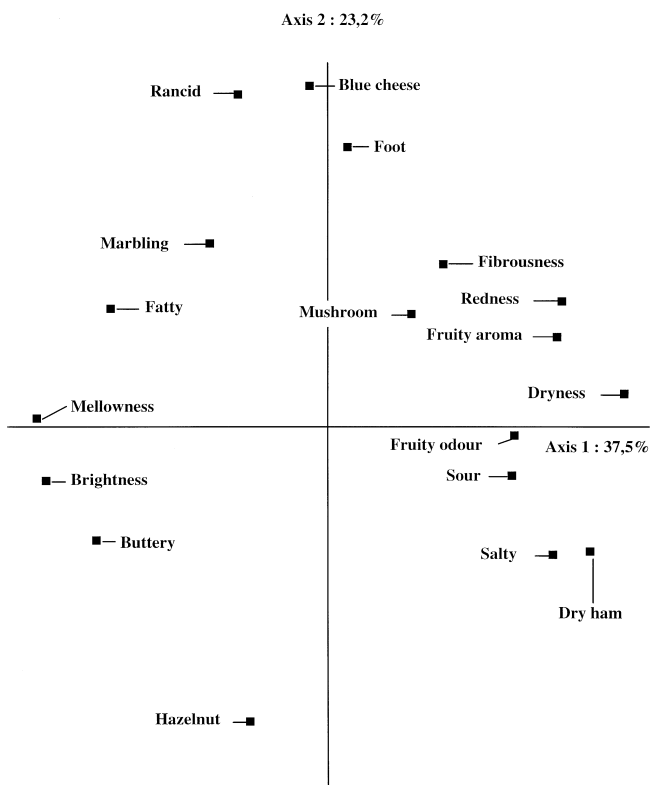 Axis 2 : 23,2%
Rancid
Blue cheese
Foot
Marbling
Fibrousness
Redness
Fatty
Mushroom
Fruity aroma
Dryness
Mellowness
Fruity odour
Axis 1 : 37,5%
Sour
Brightness
Buttery
Salty
Dry ham
Hazelnut